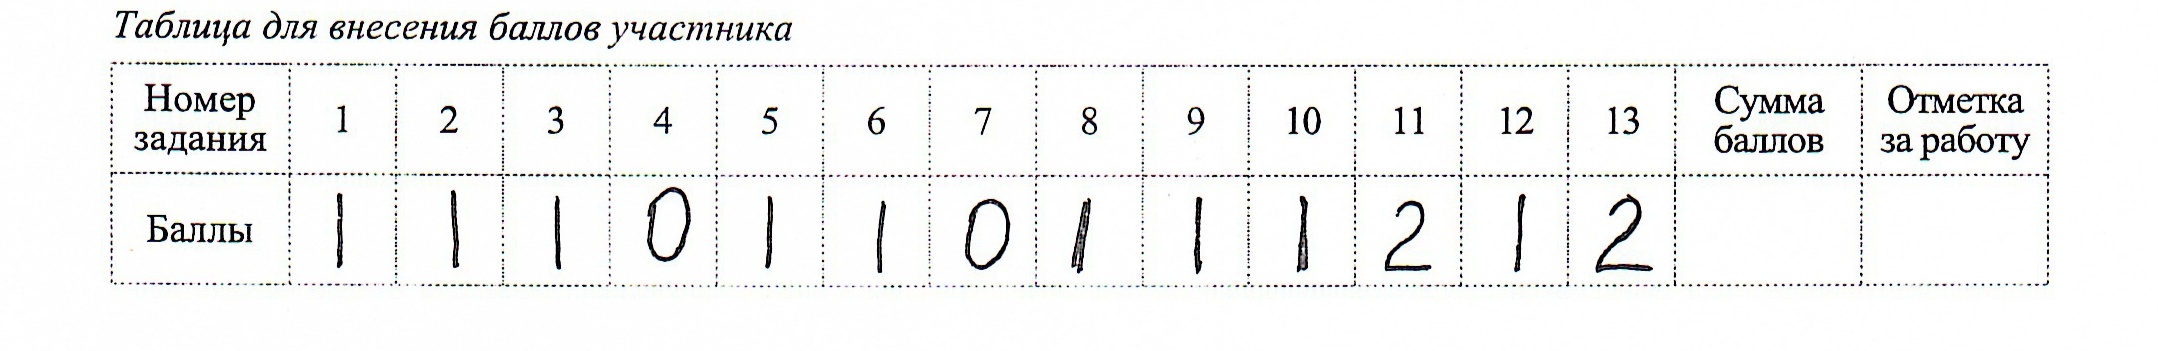 Таблица для внесения баллов участника
Номер задания 1 2 3 4 5 6 7 8 9 10 11 12 13 Сумма баллов Отметка за работу
Баллы 1 1 1 0 1 1 0 1 1 1 2 1 2